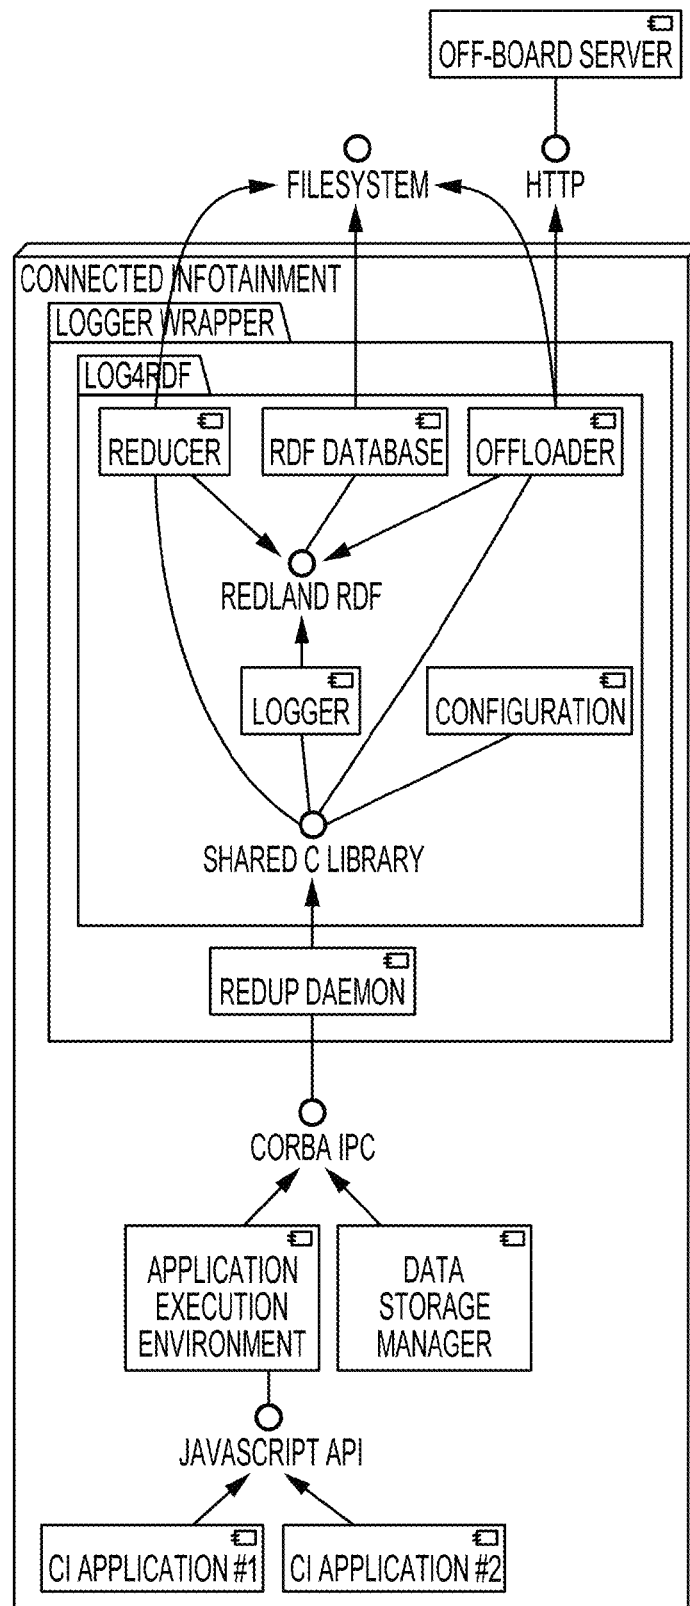 OFF-BOARD SERVER
FILESYSTEM
HTTP
CONNECTED INFOTAINMENT
LOGGER WRAPPER
LOG4RDF
REDUCER
RDF DATABASE
OFFLOADER
REDLAND RDF
LOGGER
CONFIGURATION
SHARED C LIBRARY
REDUP DAEMON
CORBA IPC
APPLICATION
EXECUTION
ENVIRONMENT
DATA
STORAGE
MANAGER
JAVASCRIPT API
CI APPLICATION #1
CI APPLICATION #2